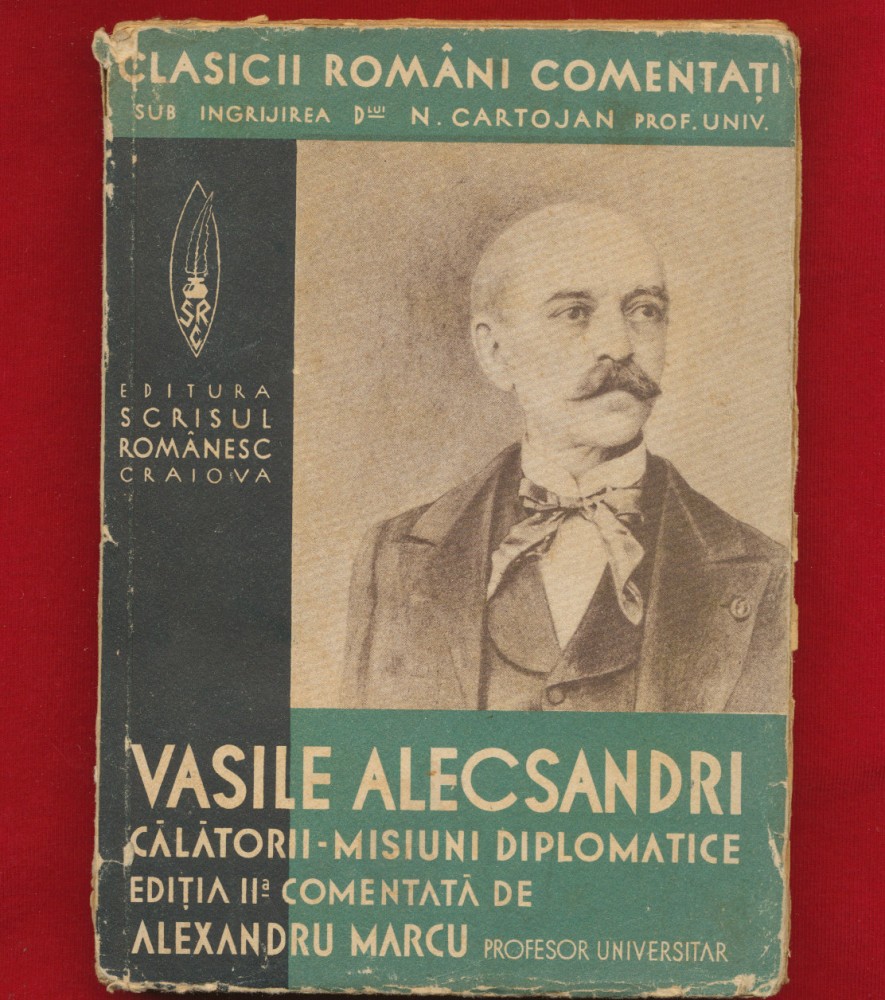 CLASICII ROMÂNI COMENTAȚI
SUB INGRIJIREA DLUI N. CARTOJAN PROF. UNIV.
SRC
EDITURA
SCRISUL
ROMÂNESC
CRAIOVA
VASILE ALECSANDRI
CĂLĂTORII-MISIUNI DIPLOMATICE
EDIȚIA IIa COMENTATĂ DE
ALEXANDRU MARCU PROFESOR UNIVERSITAR